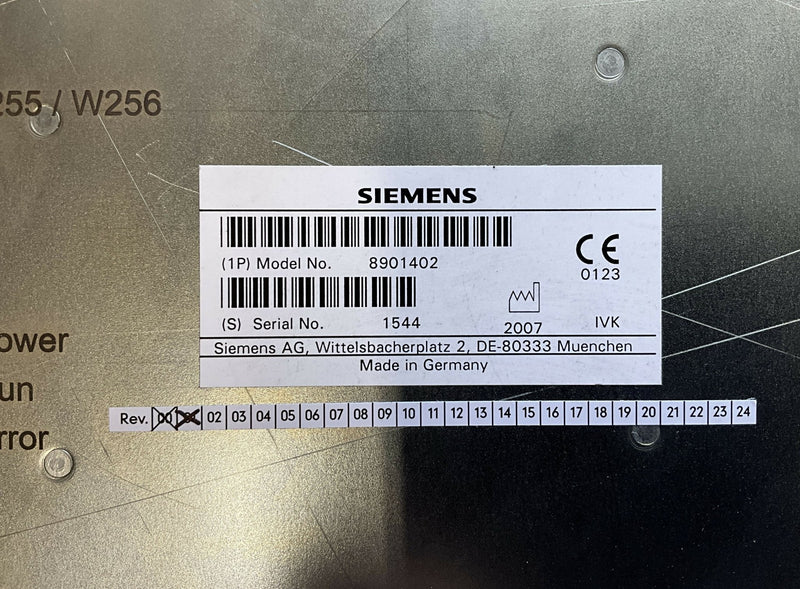 255 / W256
SIEMENS
(1P) Model No. 8901402
CE
0123
(S) Serial No. 1544
2007
IVK
Siemens AG, Wittelsbacherplatz 2, DE-80333 Muenchen
Made in Germany
ower
un
rror
Rev. 00 02 03 04 05 06 07 08 09 10 11 12 13 14 15 16 17 18 19 20 21 22 23 24